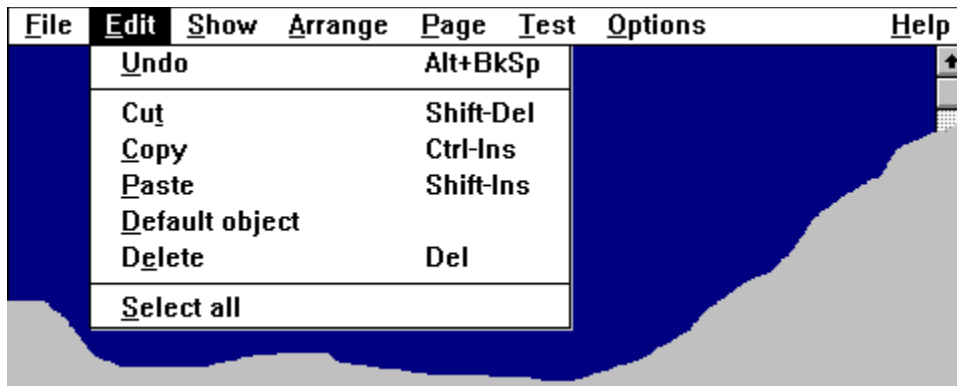 File Edit Show Arrange Page Test Options Help
Undo Alt+BkSp
Cut Shift-Del
Copy Ctrl-Ins
Paste Shift-Ins
Default object
Delete Del
Select all